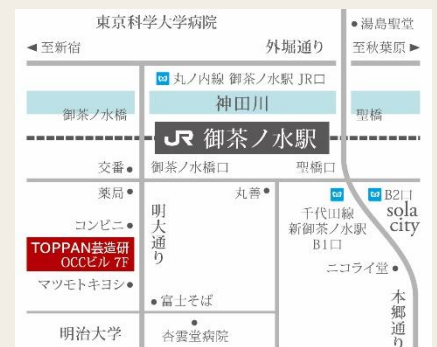 東京科学大学病院
湯島聖堂
◀至新宿
外堀通り
至秋葉原▶
丸ノ内線 御茶ノ水駅 JR口
御茶ノ水橋
神田川
聖橋
JR 御茶ノ水駅
交番
御茶ノ水橋口
聖橋口
薬局
丸善
B2口
sola
city
千代田線
新御茶ノ水駅
B1口
明大通り
コンビニ
TOPPAN芸造研
OCCビル 7F
ニコライ堂
マツモトキヨシ
富士そば
本郷通り
明治大学
杏雲堂病院